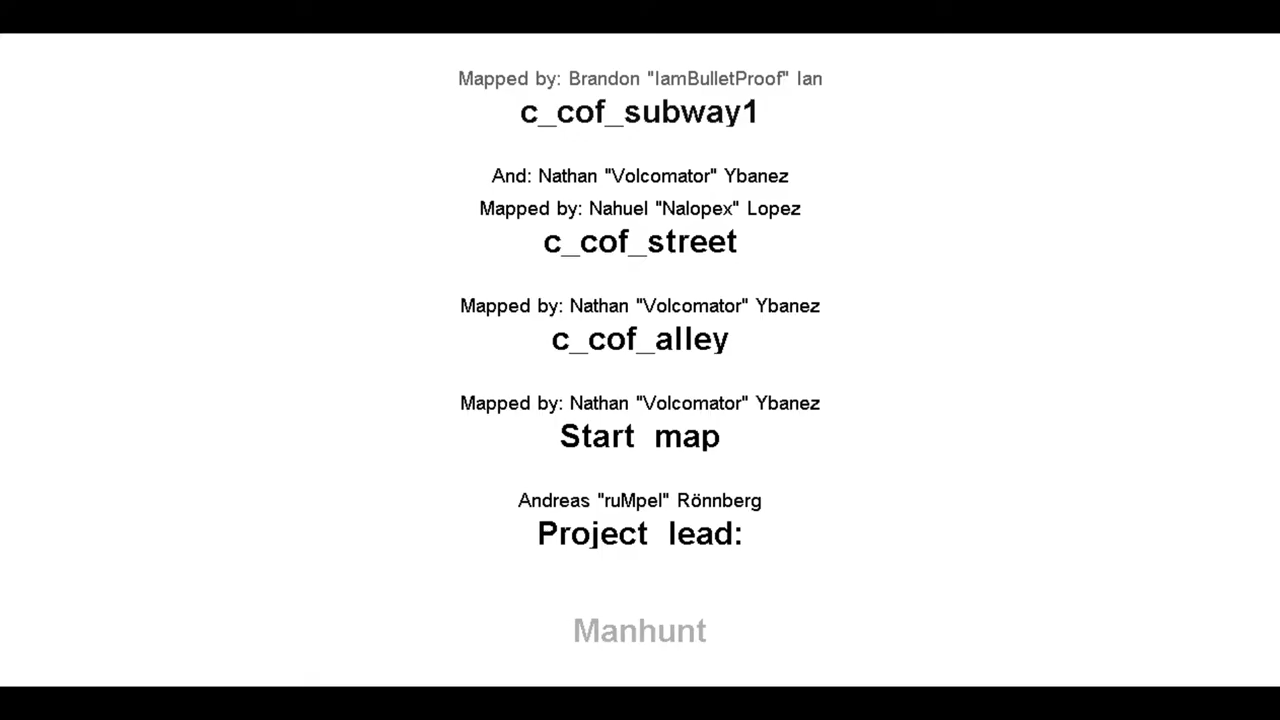 Mapped by: Brandon "IamBulletProof" Ian
c_cof_subway1
And: Nathan "Volcomator" Ybanez
Mapped by: Nahuel "Nalopex" Lopez
c_cof_street
Mapped by: Nathan "Volcomator" Ybanez
c_cof_alley
Mapped by: Nathan "Volcomator" Ybanez
Start map
Andreas "ruMpel" Rönnberg
Project lead:
Manhunt